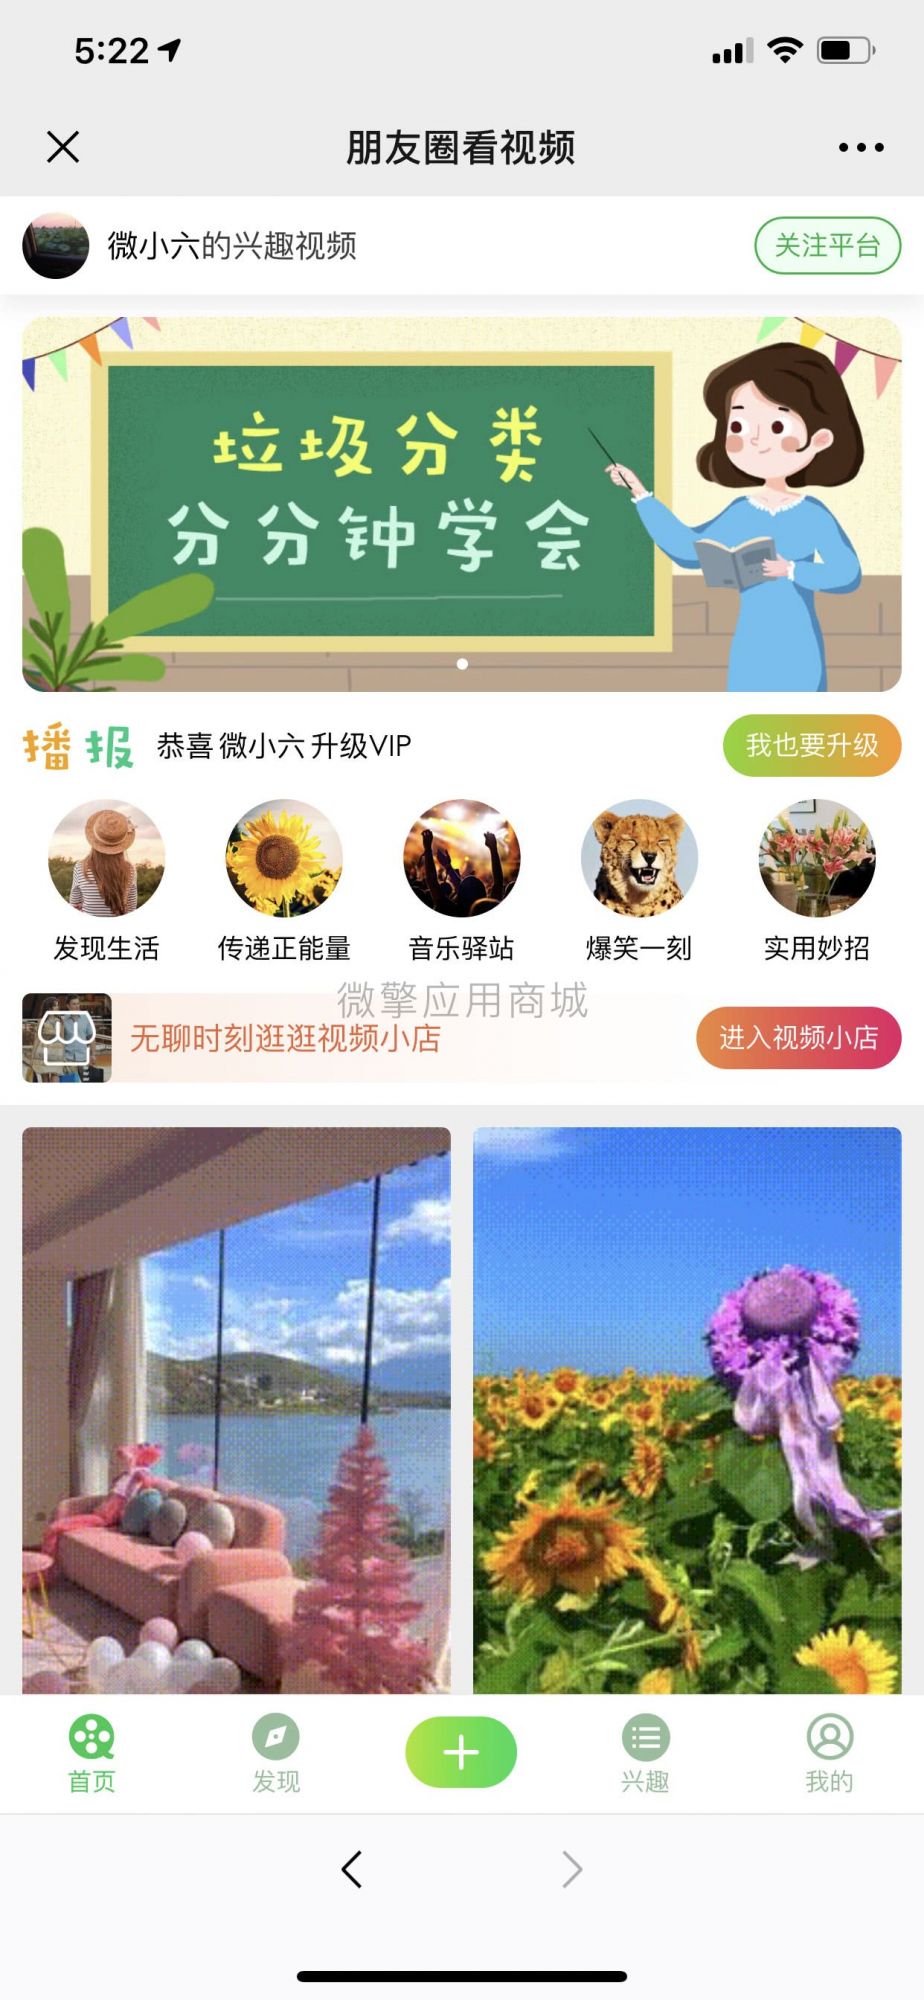 5:22
朋友圈看视频
微小六的兴趣视频
关注平台
垃圾分类
分分钟学会
播报
恭喜 微小六 升级VIP
我也要升级
发现生活
传递正能量
音乐驿站
爆笑一刻
实用妙招
微擎应用商城
无聊时刻逛逛视频小店
进入视频小店
首页
发现
兴趣
我的